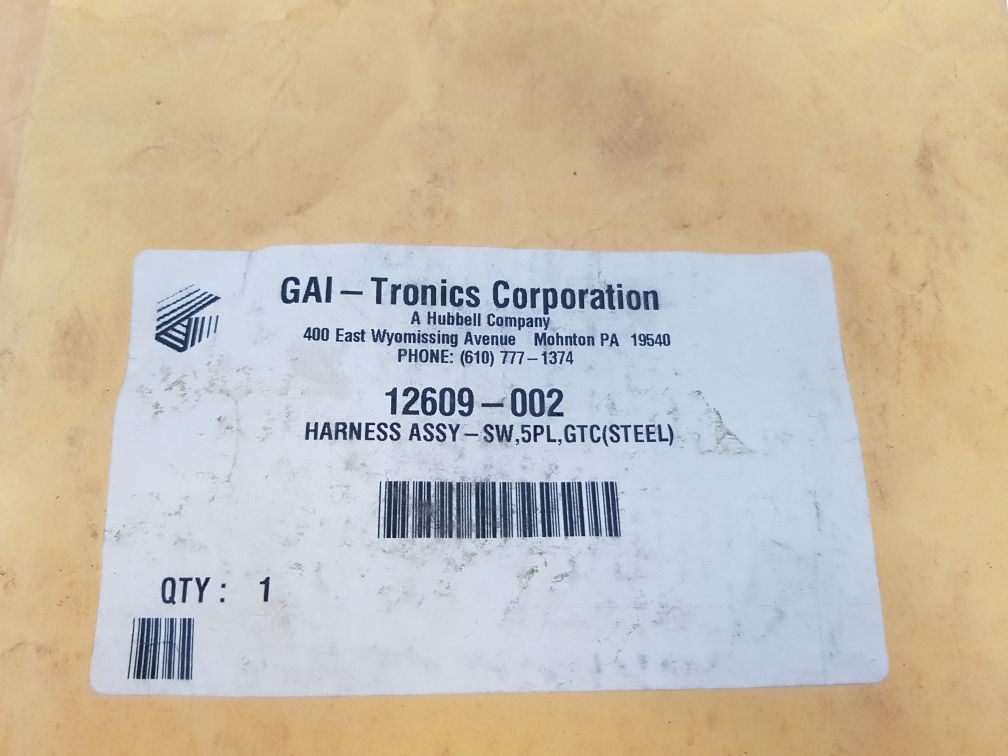 GAI-Tronics Corporation
A Hubbell Company
400 East Wyomissing Avenue Mohnton PA 19540
PHONE: (610) 777-1374
12609-002
HARNESS ASSY-SW,5PL,GTC(STEEL)
QTY: 1